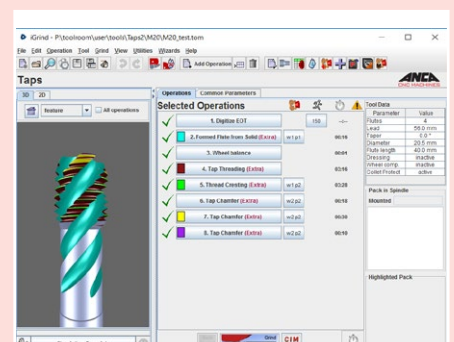 iGrind - P:\toolroom\user\tools\Taps2\M20\M20_test.tom
File Edit Operation Tool Grind View Utilities Wizards Help
Add Operation
Taps
ANCA
CNC MACHINES
3D 2D
feature All operations
Operations Common Parameters
Selected Operations
1. Digitize EDT 150 --:--
2. Formed Flute from Solid (Extra) w1 p1 00:16
3. Wheel balance 00:01
4. Tap Threading (Extra) 03:16
5. Thread Cresting (Extra) w1 p2 03:28
6. Tap Chamfer (Extra) w2 p2 00:18
7. Tap Chamfer (Extra) w2 p2 00:30
8. Tap Chamfer (Extra) w2 p2 00:10
Tool Data
Parameter Value
Flutes 4
Lead 56.0 mm
Taper 0.0 °
Diameter 20.5 mm
Flute length 40.0 mm
Dressing inactive
Wheel comp. inactive
Collet Protect active
Pack in Spindle
Mounted
Highlighted Pack
Grind
CIM